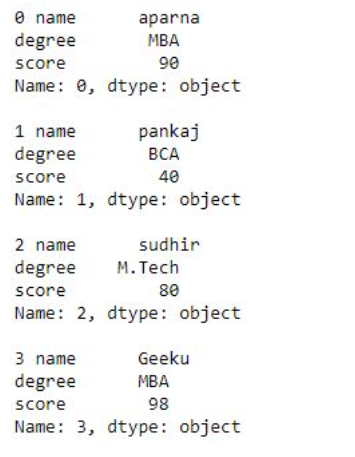 0 name      aparna
degree       MBA
score         90
Name: 0, dtype: object
1 name      pankaj
degree       BCA
score         40
Name: 1, dtype: object
2 name      sudhir
degree    M.Tech
score         80
Name: 2, dtype: object
3 name      Geeku
degree      MBA
score        98
Name: 3, dtype: object